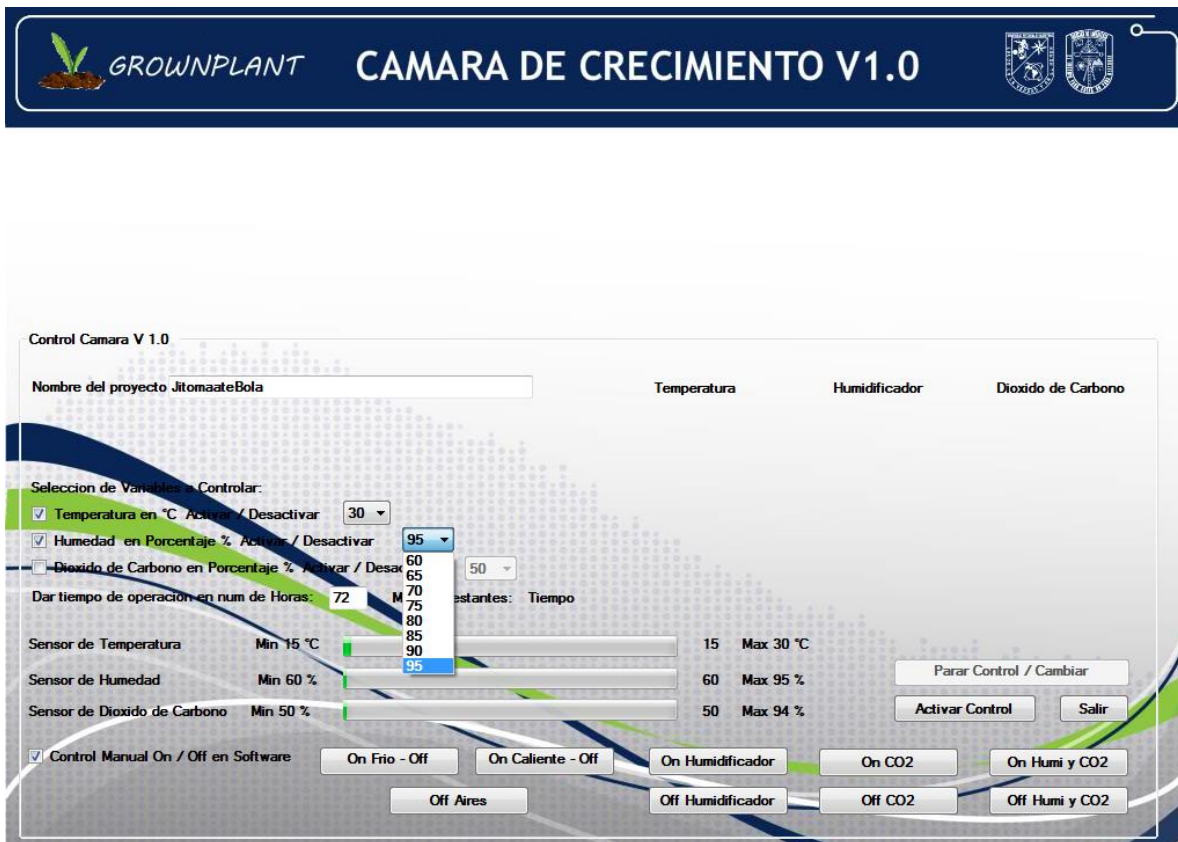 GROWNPLANT CAMARA DE CRECIMIENTO V1.0
Control Camara V 1.0
Nombre del proyecto JitomaateBola Temperatura Humidificador Dioxido de Carbono
Seleccion de Variables a Controlar:
Temperatura en °C Activar / Desactivar 30
Humedad en Porcentaje % Activar / Desactivar 95
60
Dioxido de Carbono en Porcentaje % Activar / Desac 50
65
70
Dar tiempo de operación en num de Horas: 72 M estantes: Tiempo
75
80
85
Sensor de Temperatura Min 15 °C 15 Max 30 °C
90
95
Sensor de Humedad Min 60 % 60 Max 95 %
Parar Control / Cambiar
Sensor de Dioxido de Carbono Min 50 % 50 Max 94 %
Activar Control Salir
Control Manual On / Off en Software On Frio - Off On Caliente - Off On Humidificador On CO2 On Humi y CO2
Off Aires Off Humidificador Off CO2 Off Humi y CO2